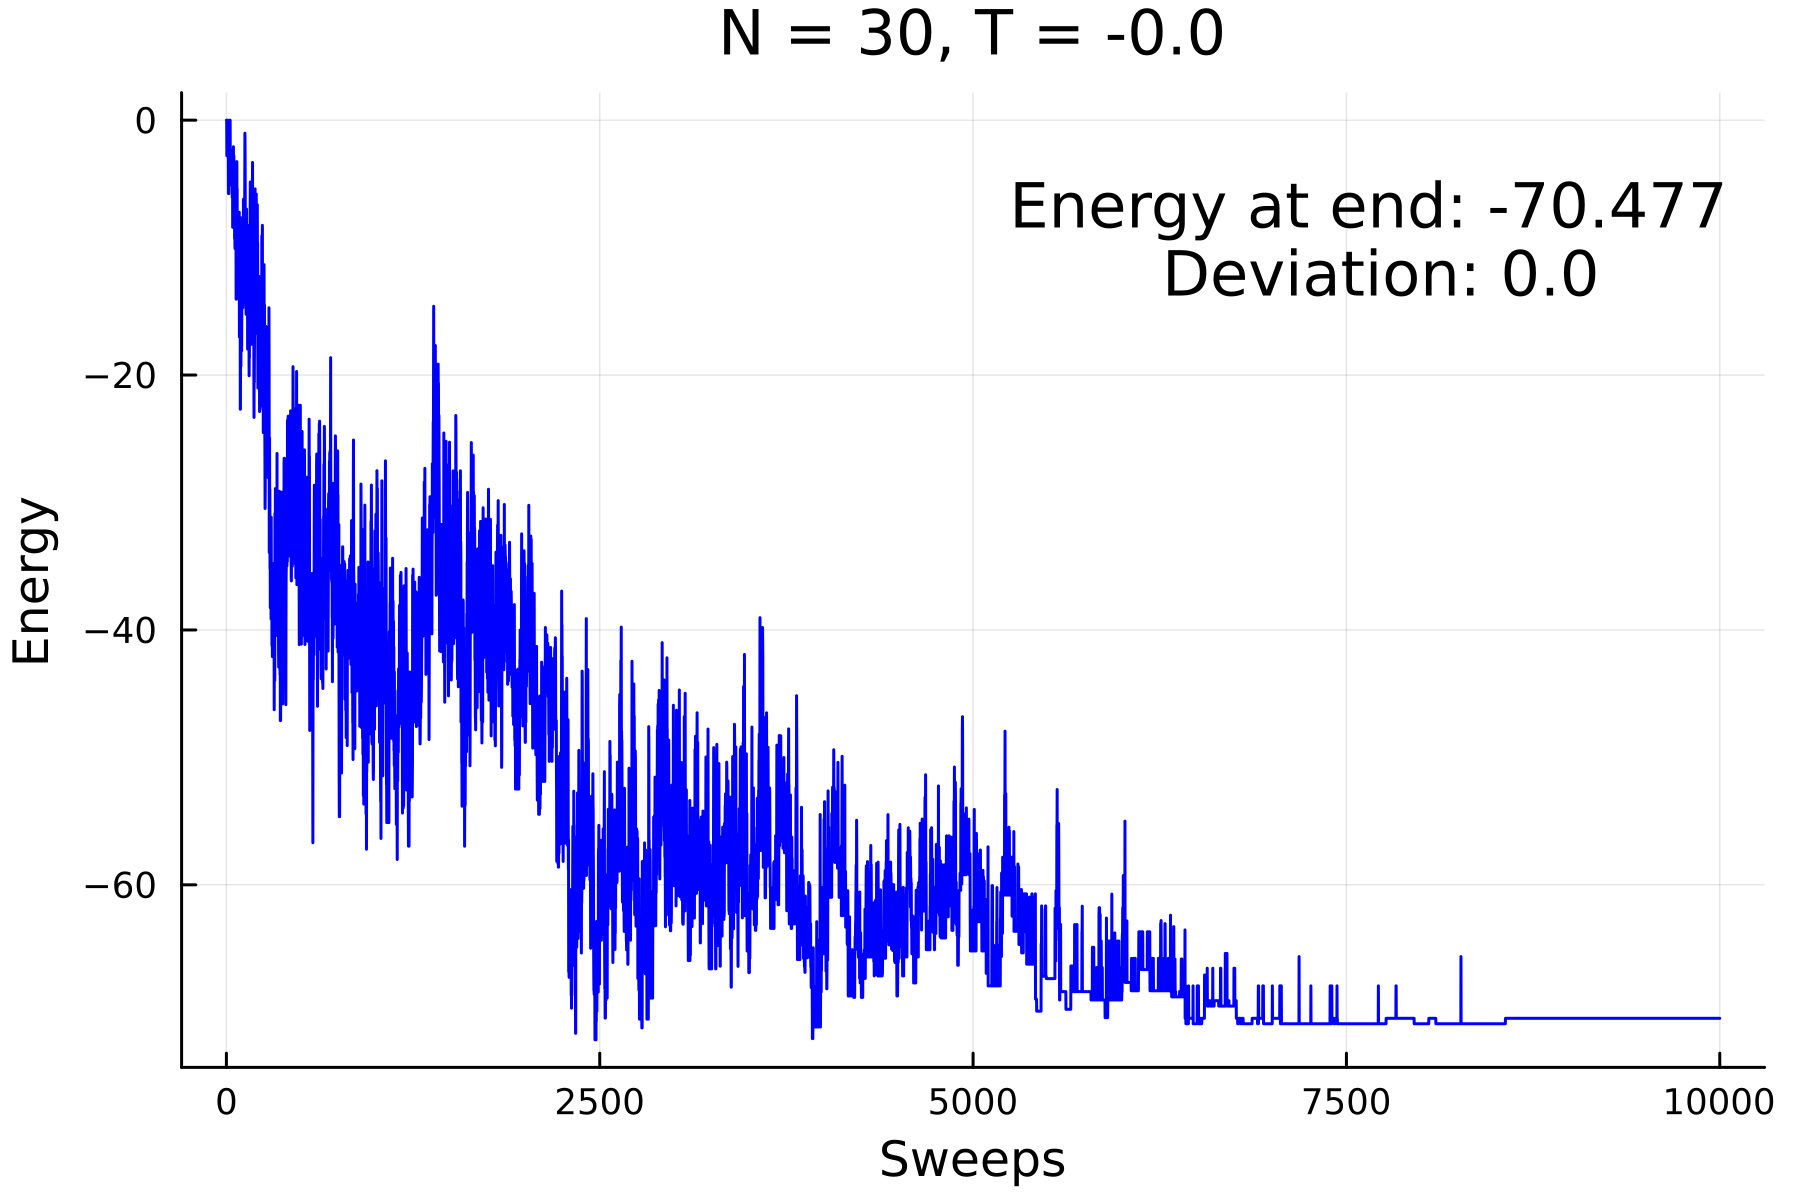 N = 30, T = -0.0
Energy at end: -70.477
Deviation: 0.0
Energy
0
−20
−40
−60
0 2500 5000 7500 10000
Sweeps